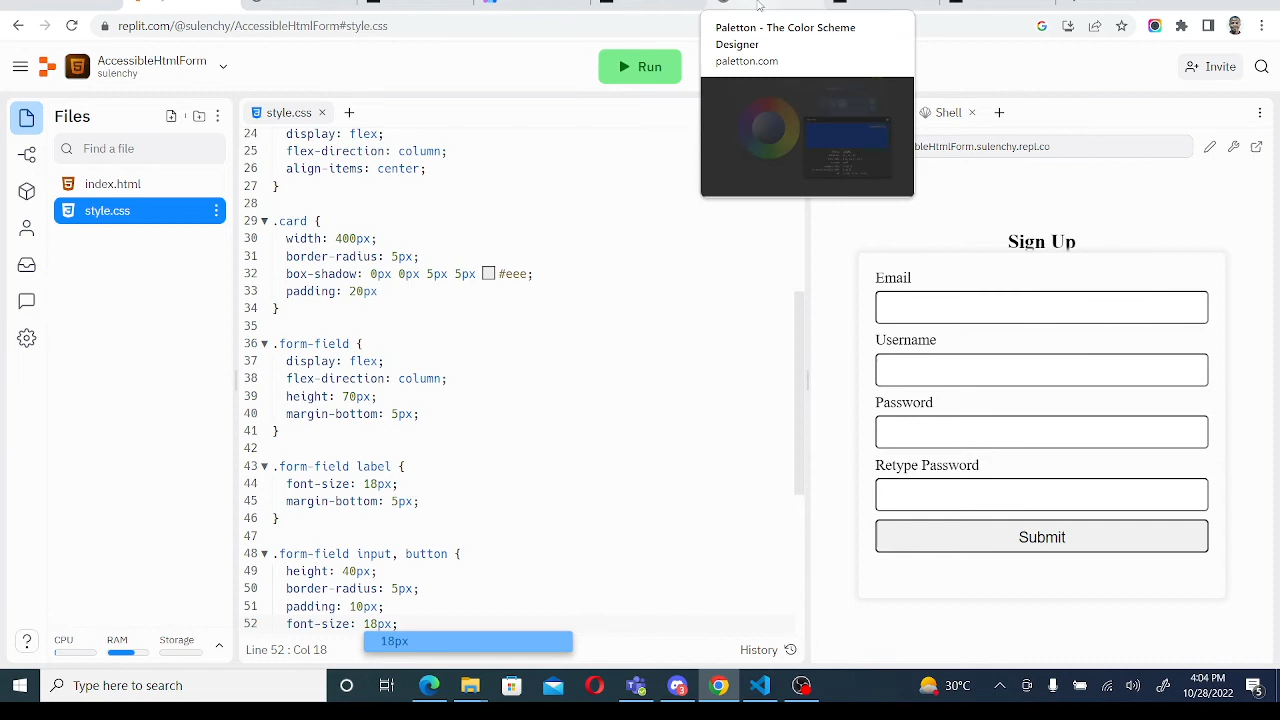 Paletton - The Color Scheme
Designer
paletton.com
replit.com/@sulenchy/AccessibleHtmlForm#style.css
AccessibleHtmlForm
sulenchy
Run
Invite
Files
style.css
Shell
Find a file
index.html
style.css
bleHtmlForm.sulenchy.repl.co
24 display: flex;
25 flex-direction: column;
26 align-items: center;
27 }
28
29 .card {
30 width: 400px;
31 border-radius: 5px;
32 box-shadow: 0px 0px 5px 5px #eee;
33 padding: 20px
34 }
35
36 .form-field {
37 display: flex;
38 flex-direction: column;
39 height: 70px;
40 margin-bottom: 5px;
41 }
42
43 .form-field label {
44 font-size: 18px;
45 margin-bottom: 5px;
46 }
47
48 .form-field input, button {
49 height: 40px;
50 border-radius: 5px;
51 padding: 10px;
52 font-size: 18px;
18px
Line 52 : Col 18
History
Sign Up
Email
Username
Password
Retype Password
Submit
CPU
RAM
Storage
Type here to search
30°C
4:04 PM
10/28/2022
5